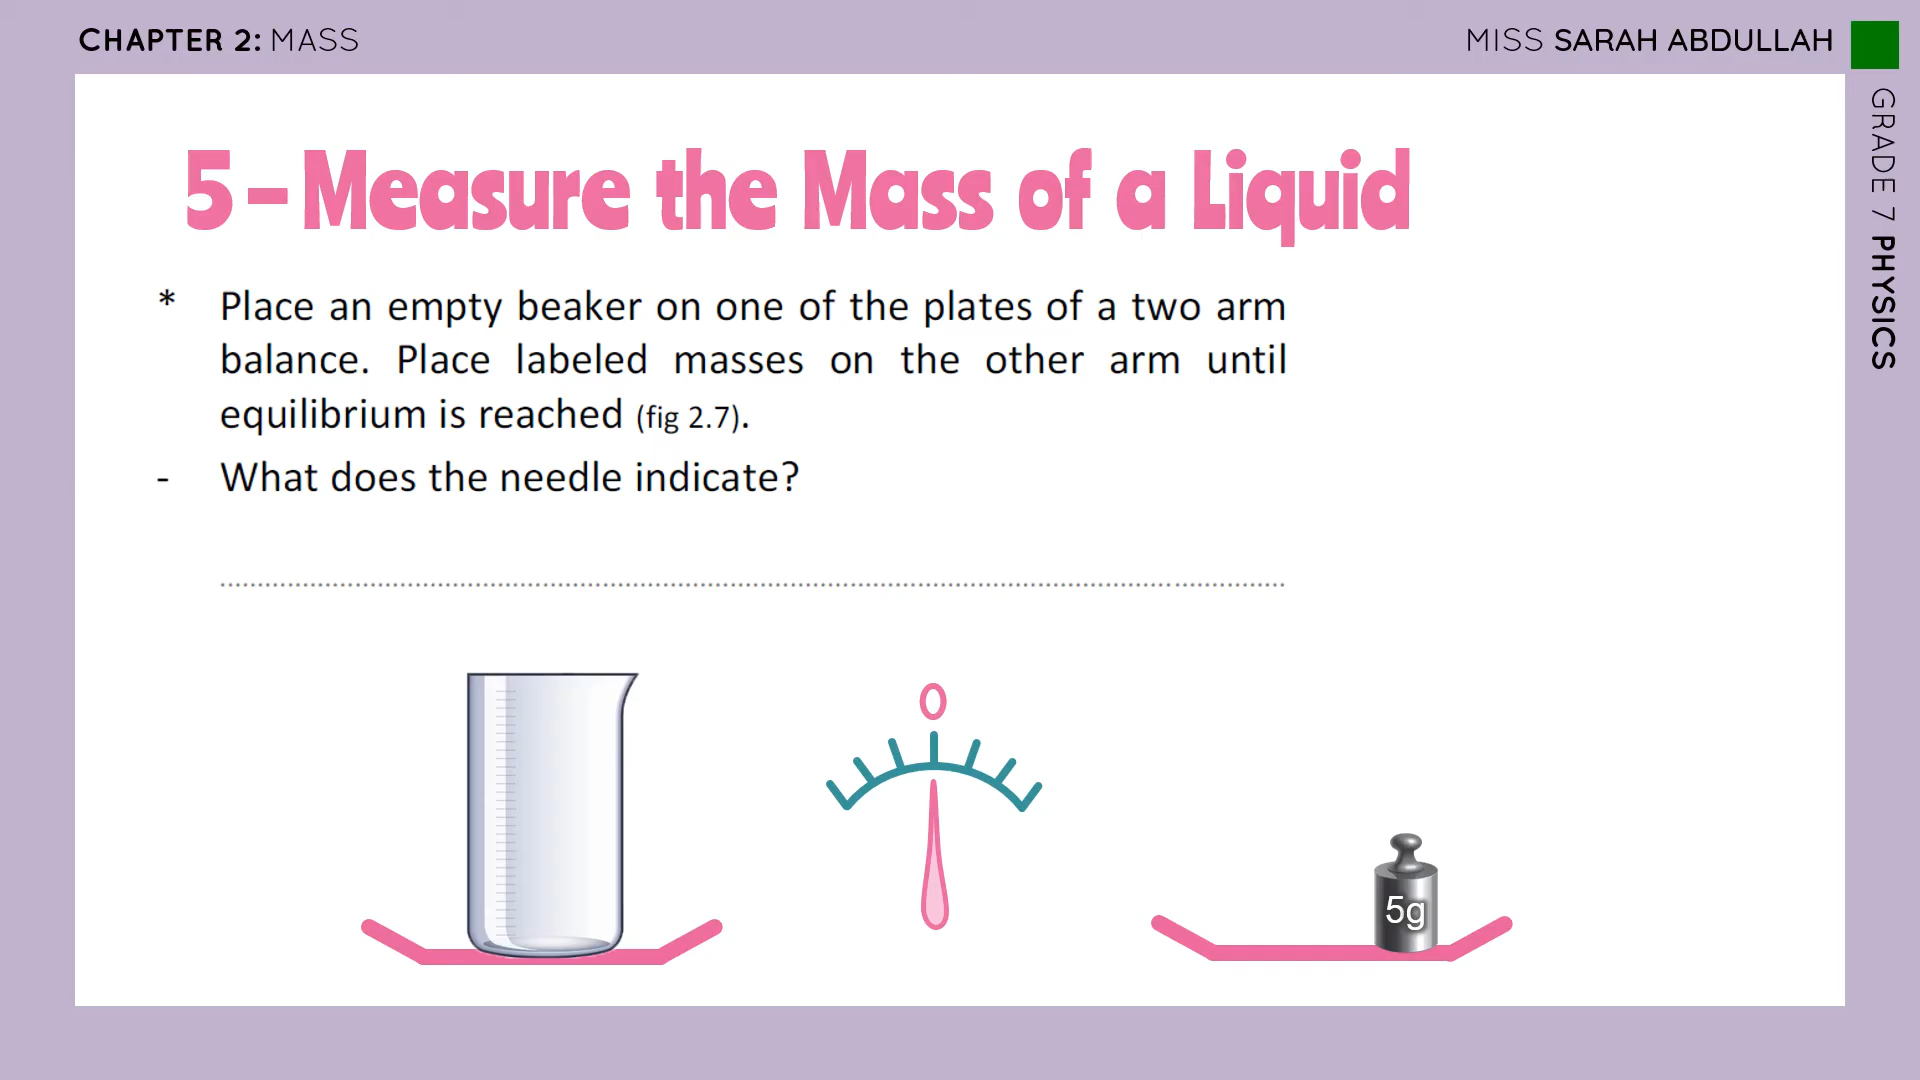 CHAPTER 2: MASS
MISS SARAH ABDULLAH
GRADE 7 PHYSICS
5-Measure the Mass of a Liquid
* Place an empty beaker on one of the plates of a two arm
balance. Place labeled masses on the other arm until
equilibrium is reached (fig 2.7).
- What does the needle indicate?
0
5g